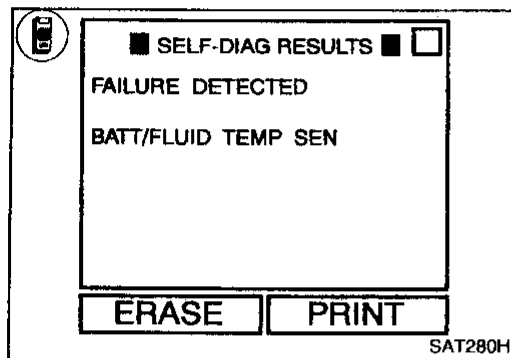 SELF-DIAG RESULTS
FAILURE DETECTED
BATT/FLUID TEMP SEN
ERASE
PRINT
SAT280H